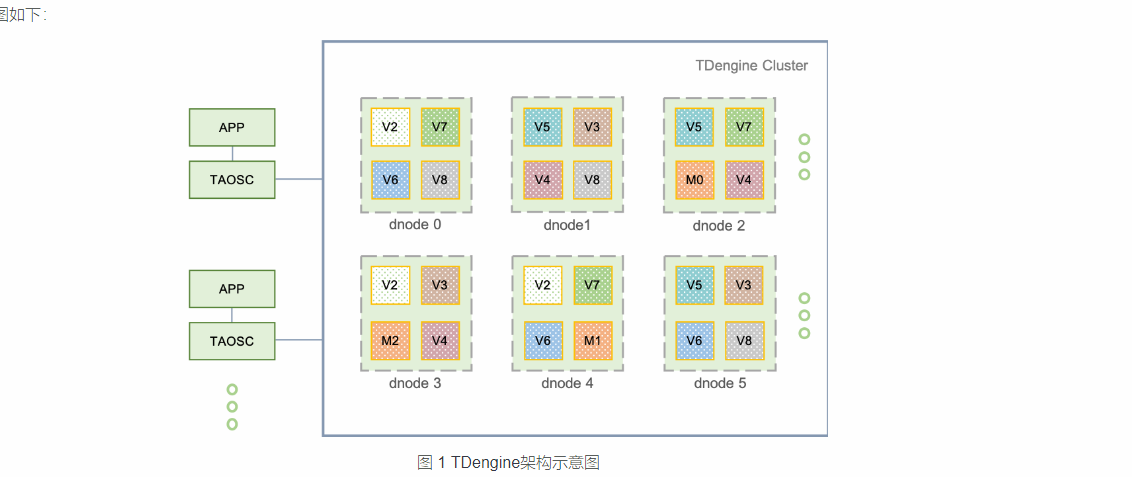 图如下：
TDengine Cluster
APP
TAOSC
V2 V7
V6 V8
dnode 0
V5 V3
V4 V8
dnode1
V5 V7
M0 V4
dnode 2
APP
TAOSC
V2 V3
M2 V4
dnode 3
V2 V7
V6 M1
dnode 4
V5 V3
V6 V8
dnode 5
图 1 TDengine架构示意图